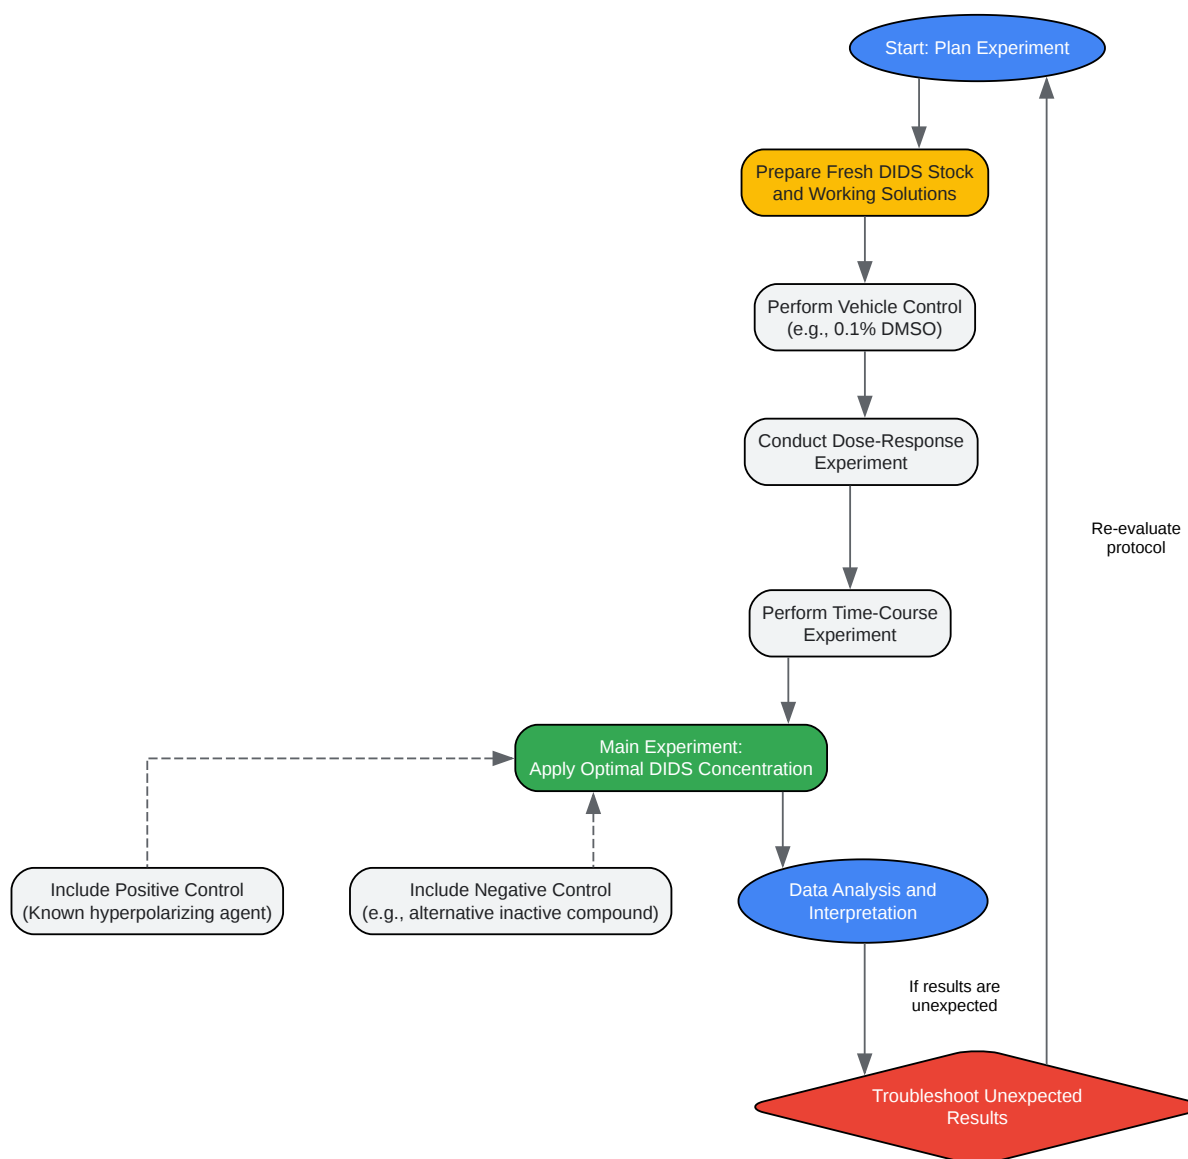 Start: Plan Experiment
Prepare Fresh DIDS Stock
and Working Solutions
Perform Vehicle Control
(e.g., 0.1% DMSO)
Conduct Dose-Response
Experiment
Re-evaluate
protocol
Perform Time-Course
Experiment
Main Experiment:
Apply Optimal DIDS Concentration
Include Positive Control
(Known hyperpolarizing agent)
Include Negative Control
(e.g., alternative inactive compound)
Data Analysis and
Interpretation
If results are
unexpected
Troubleshoot Unexpected
Results